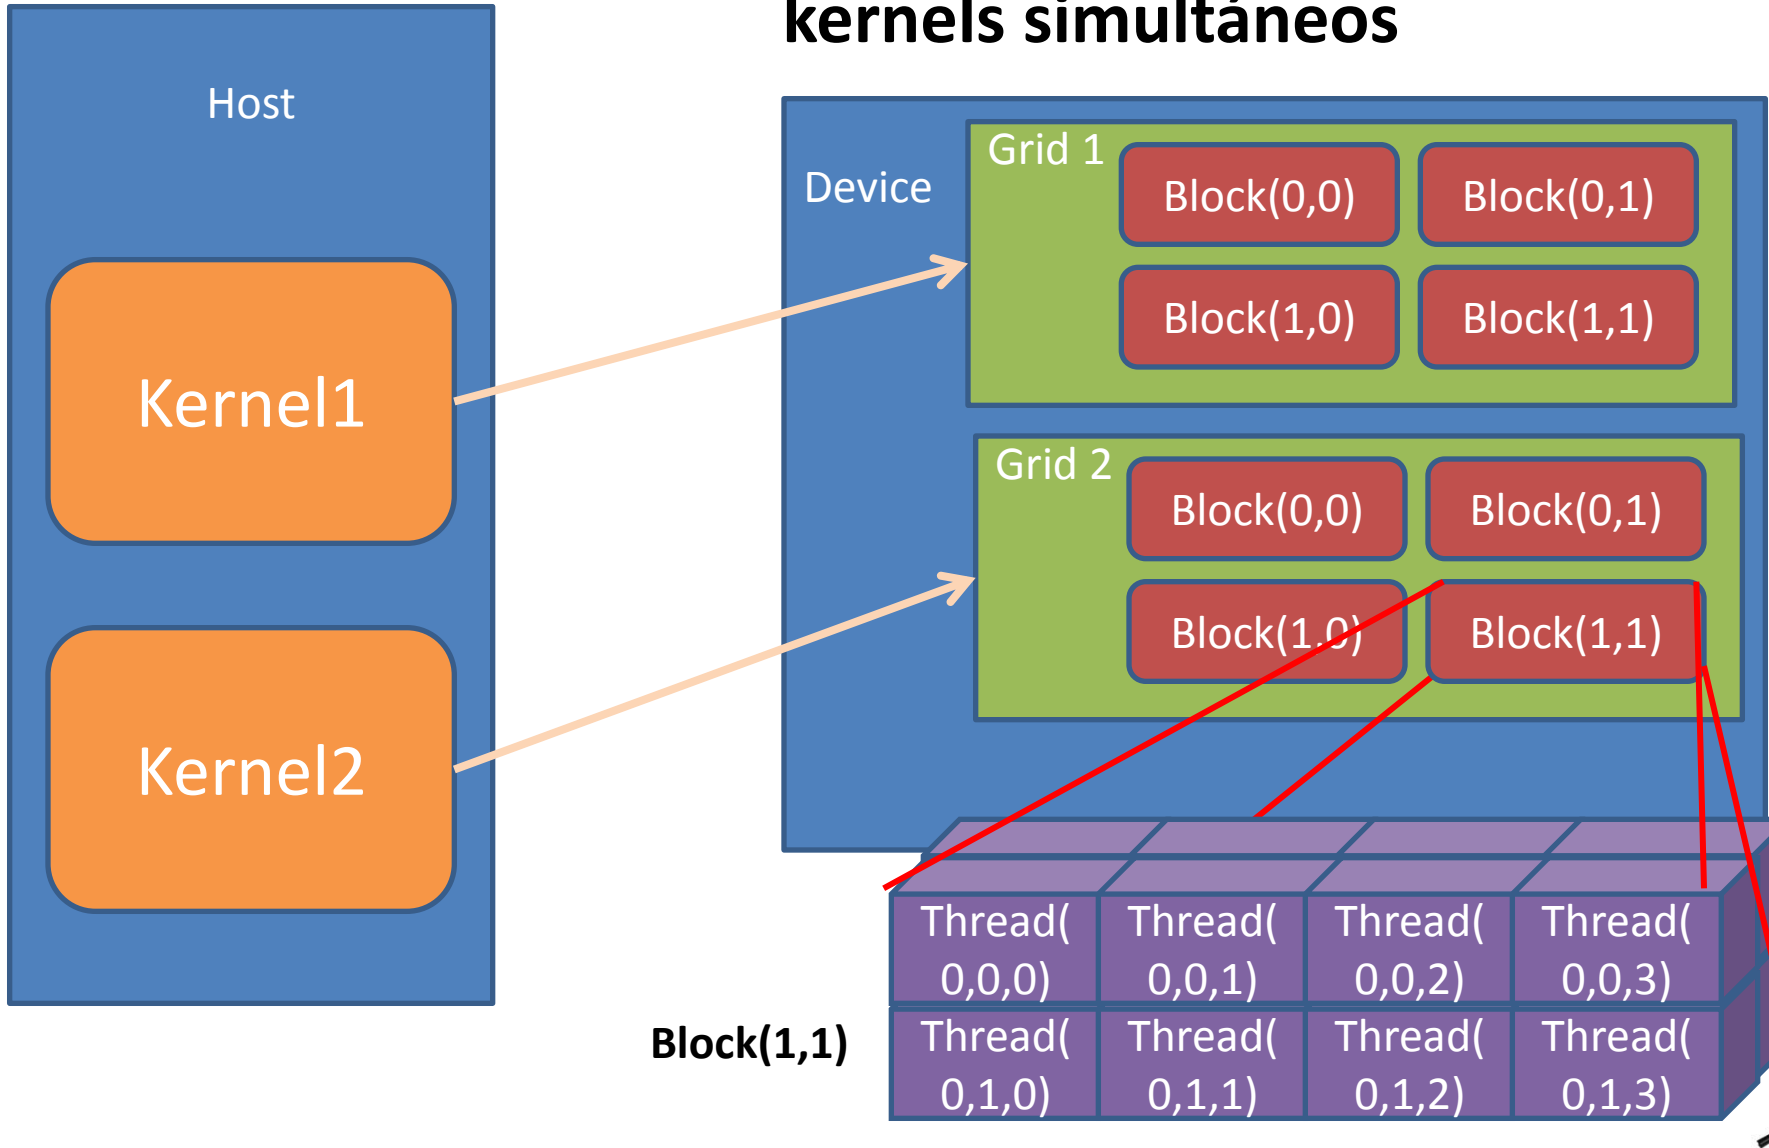 kernels simultáneos
Host
Kernel1
Kernel2
Device
Grid 1
Block(0,0)
Block(0,1)
Block(1,0)
Block(1,1)
Grid 2
Block(0,0)
Block(0,1)
Block(1,0)
Block(1,1)
Block(1,1)
Thread(
0,0,0)
Thread(
0,0,1)
Thread(
0,0,2)
Thread(
0,0,3)
Thread(
0,1,0)
Thread(
0,1,1)
Thread(
0,1,2)
Thread(
0,1,3)